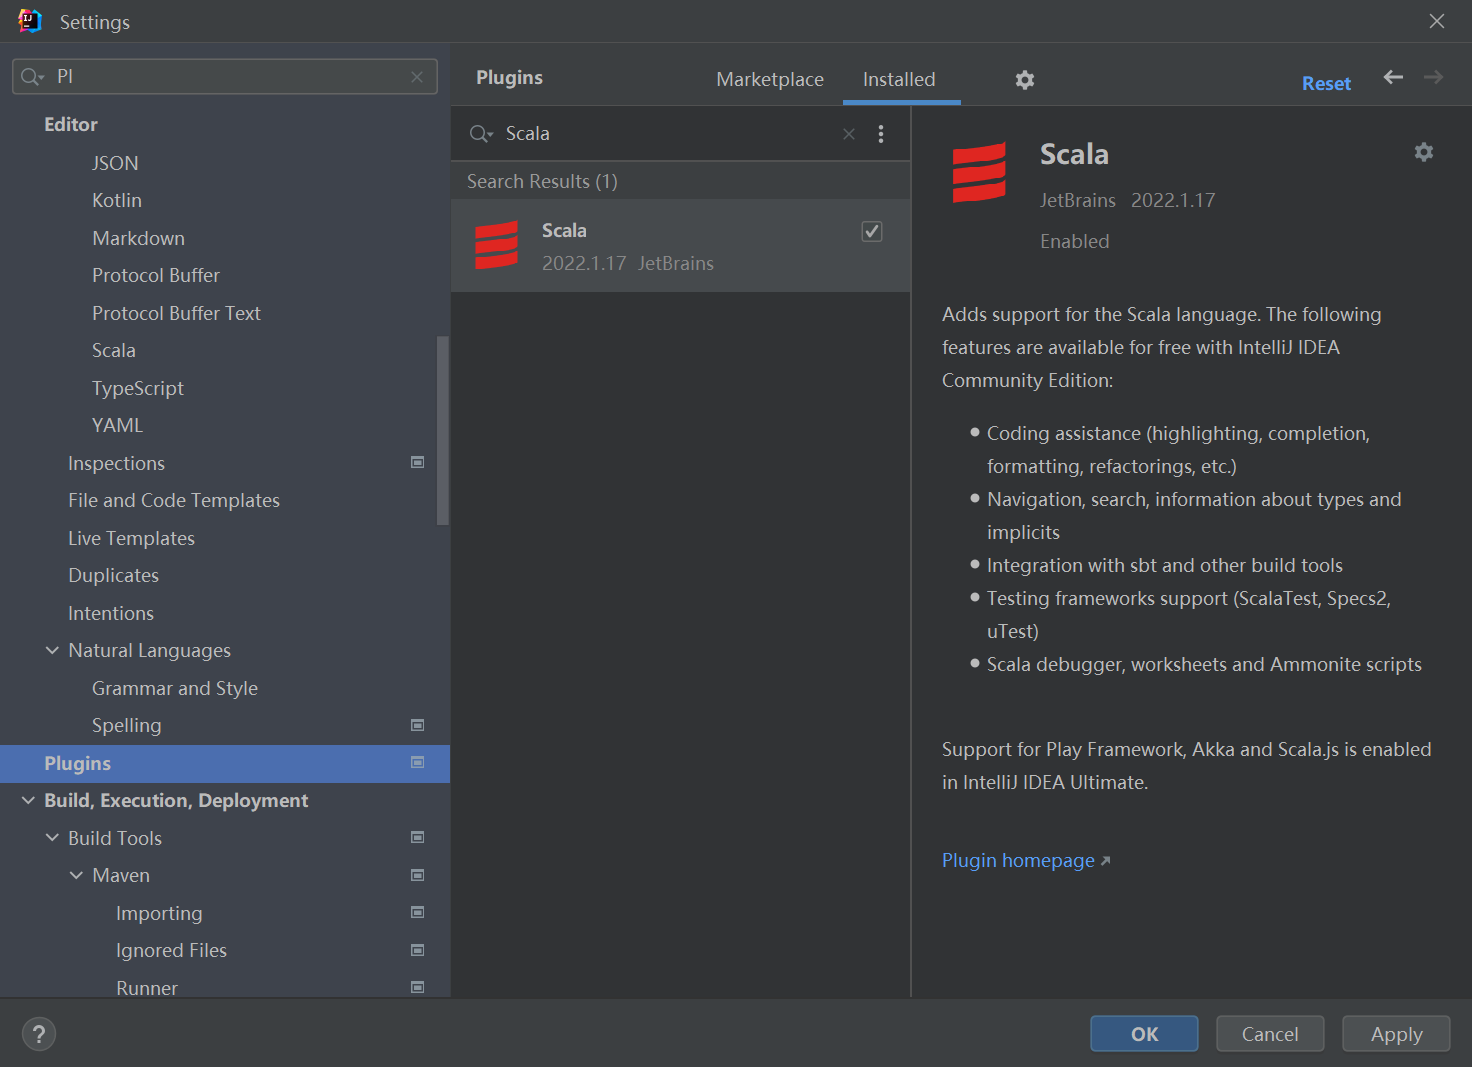 Settings
Pl
Editor
JSON
Kotlin
Markdown
Protocol Buffer
Protocol Buffer Text
Scala
TypeScript
YAML
Inspections
File and Code Templates
Live Templates
Duplicates
Intentions
Natural Languages
Grammar and Style
Spelling
Plugins
Build, Execution, Deployment
Build Tools
Maven
Importing
Ignored Files
Runner
Plugins
Marketplace
Installed
Reset
Scala
Search Results (1)
Scala
2022.1.17 JetBrains
Scala
JetBrains 2022.1.17
Enabled
Adds support for the Scala language. The following
features are available for free with IntelliJ IDEA
Community Edition:
Coding assistance (highlighting, completion,
formatting, refactorings, etc.)
Navigation, search, information about types and
implicits
Integration with sbt and other build tools
Testing frameworks support (ScalaTest, Specs2,
uTest)
Scala debugger, worksheets and Ammonite scripts
Support for Play Framework, Akka and Scala.js is enabled
in IntelliJ IDEA Ultimate.
Plugin homepage
?
OK
Cancel
Apply